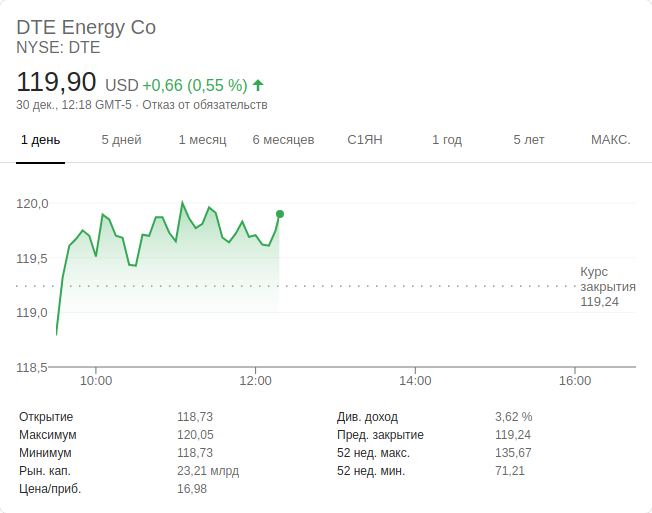 DTE Energy Co
NYSE: DTE
119,90 USD +0,66 (0,55 %)
30 дек., 12:18 GMT-5 · Отказ от обязательств
1 день 5 дней 1 месяц 6 месяцев С1ЯН 1 год 5 лет МАКС.
120,0
119,5
Курс
закрытия
119,24
119,0
118,5
10:00 12:00 14:00 16:00
Открытие 118,73 Див. доход 3,62 %
Максимум 120,05 Пред. закрытие 119,24
Минимум 118,73 52 нед. макс. 135,67
Рын. кап. 23,21 млрд 52 нед. мин. 71,21
Цена/приб. 16,98